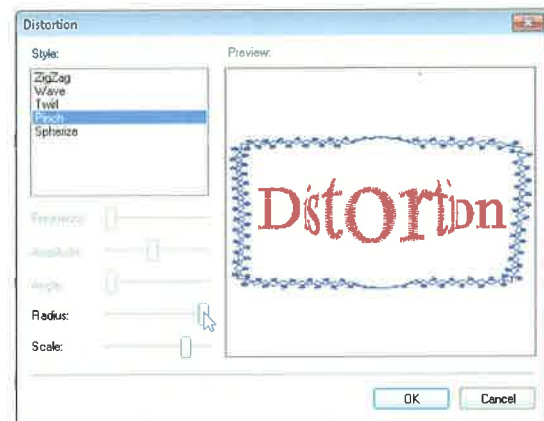 Distortion
Style:
Preview:
ZigZag
Wave
Twirl
Pinch
Spherize
Distortion
Frequency:
Amplitude:
Angle:
Radius:
Scale:
OK
Cancel